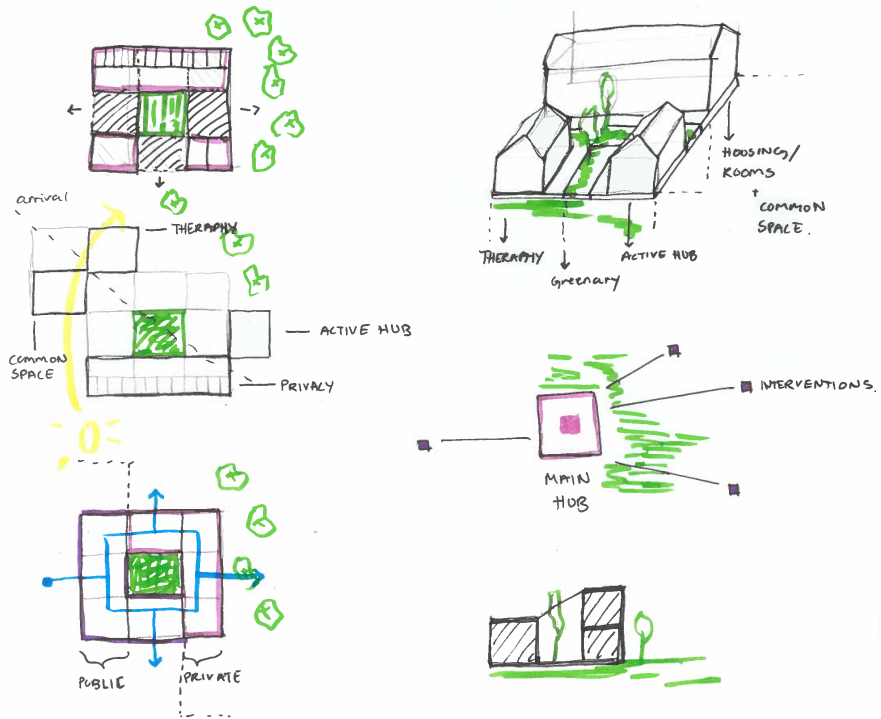 arrival
THERAPHY
COMMON
SPACE
ACTIVE HUB
PRIVACY
PUBLIC
PRIVATE
HOUSING/
ROOMS
+
COMMON
SPACE.
THERAPHY
Greenary
ACTIVE HUB
INTERVENTIONS.
MAIN
HUB